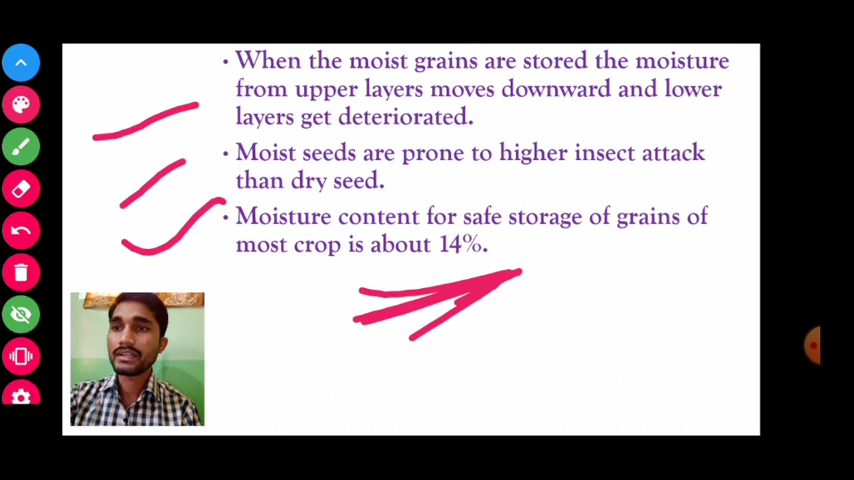 • When the moist grains are stored the moisture
from upper layers moves downward and lower
layers get deteriorated.
• Moist seeds are prone to higher insect attack
than dry seed.
• Moisture content for safe storage of grains of
most crop is about 14%.